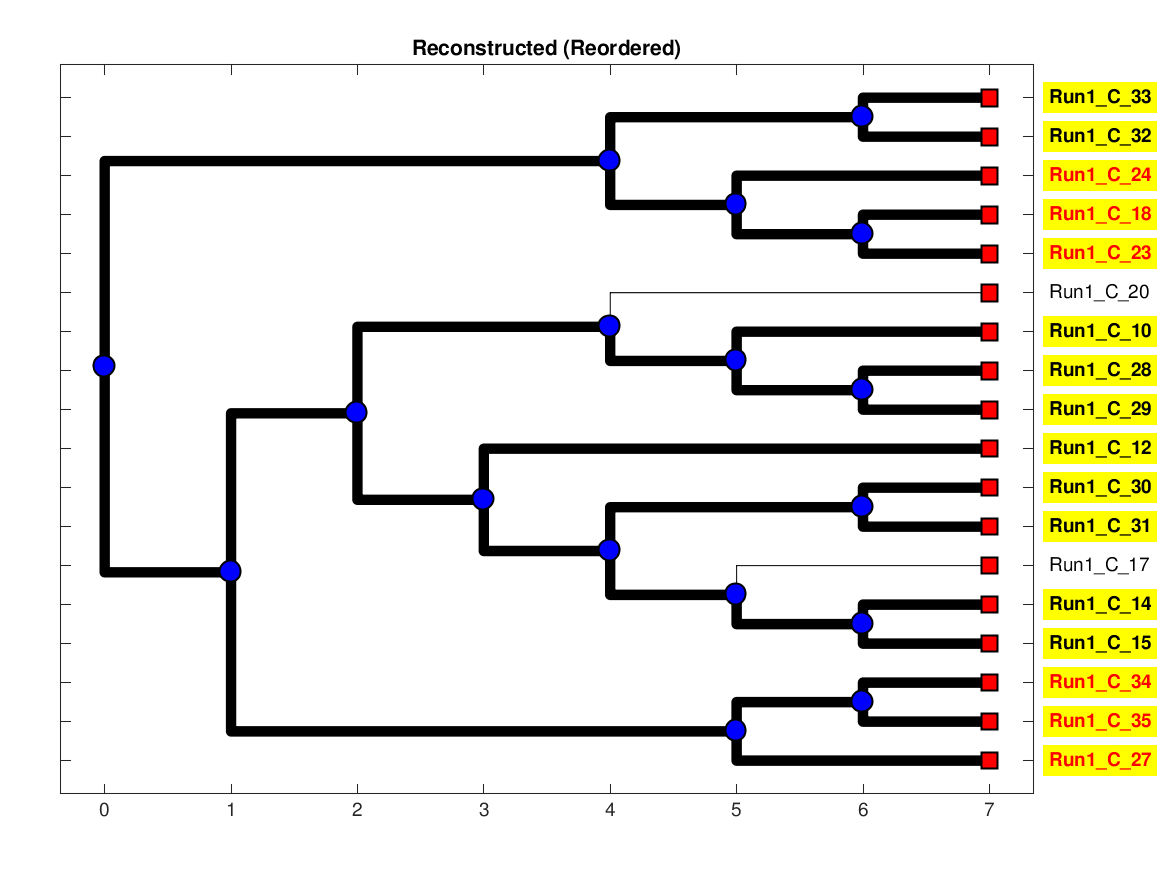 Reconstructed (Reordered)
Run1_C_33
Run1_C_32
Run1_C_24
Run1_C_18
Run1_C_23
Run1_C_20
Run1_C_10
Run1_C_28
Run1_C_29
Run1_C_12
Run1_C_30
Run1_C_31
Run1_C_17
Run1_C_14
Run1_C_15
Run1_C_34
Run1_C_35
Run1_C_27
0 1 2 3 4 5 6 7